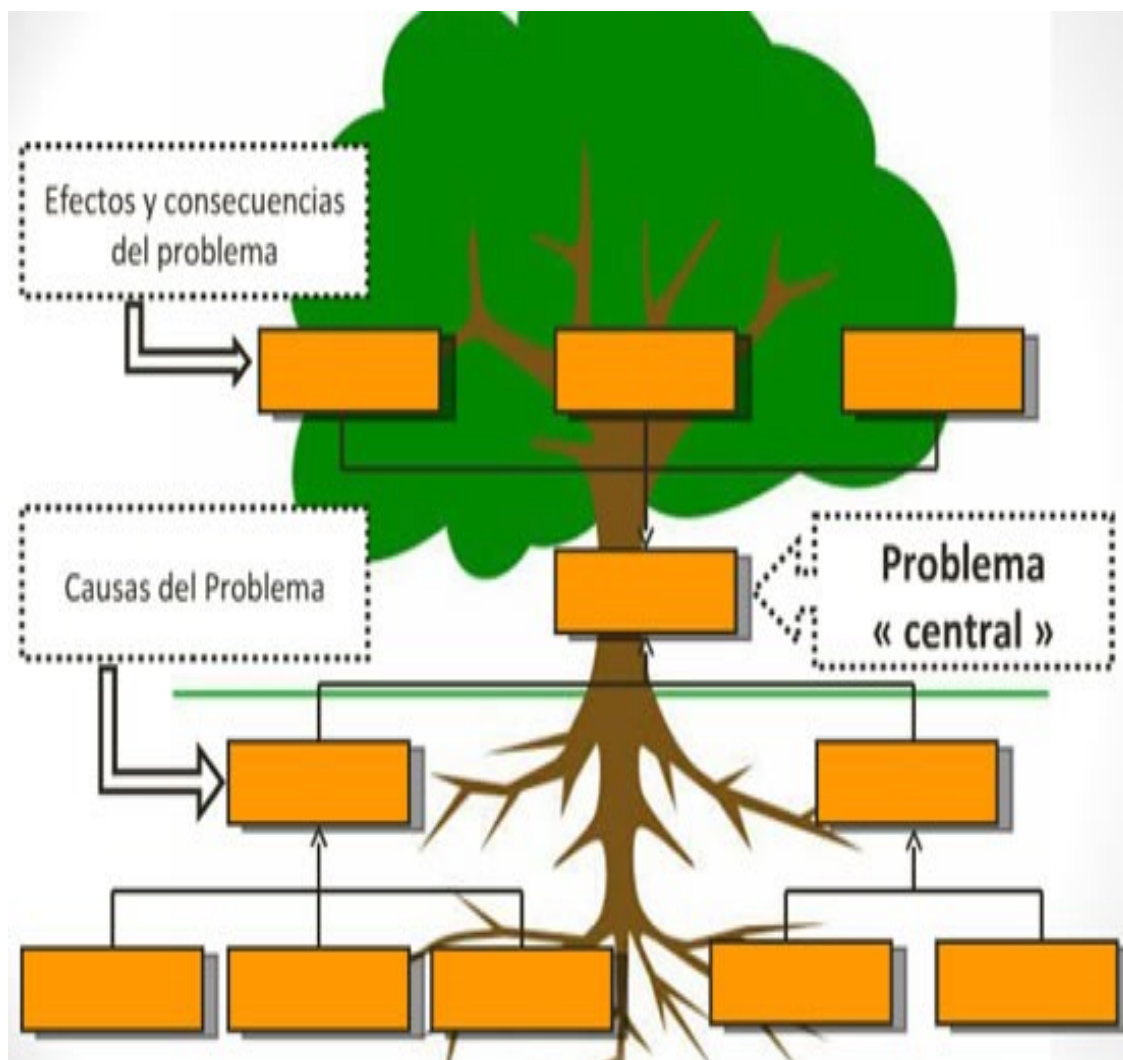 Efectos y consecuencias
del problema
Causas del Problema
Problema
« central »